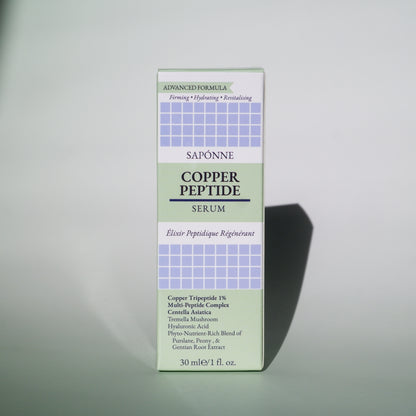 ADVANCED FORMULA
Firming • Hydrating • Revitalising
SAPÓNNE
COPPER
PEPTIDE
SERUM
Élixir Peptidique Régénérant
Copper Tripeptide 1%
Multi-Peptide Complex
Centella Asiatica
Tremella Mushroom
Hyaluronic Acid
Phyto-Nutrient-Rich Blend of
Purslane, Peony , &
Gentian Root Extract
30 ml℮/1 fl. oz.